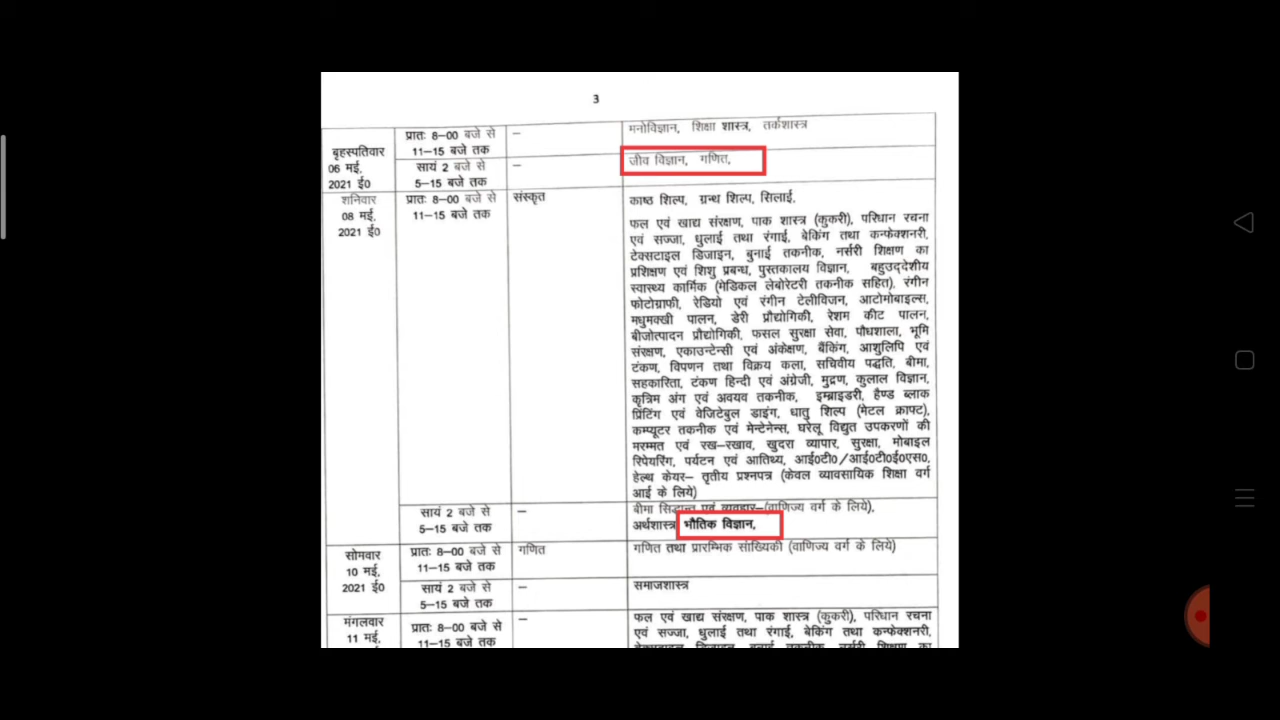 3
बृहस्पतिवार
06 मई,
2021 ई0
प्रातः 8-00 बजे से
11-15 बजे तक
–
मनोविज्ञान, शिक्षा शास्त्र, तर्कशास्त्र
सायं 2 बजे से
5-15 बजे तक
–
जीव विज्ञान, गणित,
शनिवार
08 मई,
2021 ई0
प्रातः 8-00 बजे से
11-15 बजे तक
संस्कृत
काष्ठ शिल्प, ग्रन्थ शिल्प, सिलाई,
फल एवं खाद्य संरक्षण, पाक शास्त्र (कुकरी), परिधान रचना
एवं सज्जा, धुलाई तथा रंगाई, बेकिंग तथा कन्फेक्शनरी,
टेक्सटाइल डिजाइन, बुनाई तकनीक, नर्सरी शिक्षण का
प्रशिक्षण एवं शिशु प्रबन्ध, पुस्तकालय विज्ञान, बहुउद्देशीय
स्वास्थ्य कार्मिक (मेडिकल लेबोरेटरी तकनीक सहित), रंगीन
फोटोग्राफी, रेडियो एवं रंगीन टेलीविजन, आटोमोबाइल्स,
मधुमक्खी पालन, डेरी प्रौद्योगिकी, रेशम कीट पालन,
बीजोत्पादन प्रौद्योगिकी, फसल सुरक्षा सेवा, पौधशाला, भूमि
संरक्षण, एकाउन्टेन्सी एवं अंकेक्षण, बैंकिंग, आशुलिपि एवं
टंकण, विपणन तथा विक्रय कला, सचिवीय पद्धति, बीमा,
सहकारिता, टंकण हिन्दी एवं अंग्रेजी, मुद्रण, कुलाल विज्ञान,
कृत्रिम अंग एवं अवयव तकनीक, इम्ब्राइडरी, हैण्ड ब्लाक
प्रिंटिंग एवं वेजिटेबुल डाइंग, धातु शिल्प (मेटल क्राफ्ट),
कम्प्यूटर तकनीक एवं मेन्टेनेन्स, घरेलू विद्युत उपकरणों की
मरम्मत एवं रख-रखाव, खुदरा व्यापार, सुरक्षा, मोबाइल
रिपेयरिंग, पर्यटन एवं आतिथ्य, आई0टी0/आई0टी0ई0एस0,
हेल्थ केयर– तृतीय प्रश्नपत्र (केवल व्यावसायिक शिक्षा वर्ग
आई के लिये)
सायं 2 बजे से
5-15 बजे तक
–
बीमा सिद्धान्त एवं व्यवहार–(वाणिज्य वर्ग के लिये),
अर्थशास्त्र भौतिक विज्ञान,
सोमवार
10 मई,
2021 ई0
प्रातः 8-00 बजे से
11-15 बजे तक
गणित
गणित तथा प्रारम्भिक सांख्यिकी (वाणिज्य वर्ग के लिये)
सायं 2 बजे से
5-15 बजे तक
–
समाजशास्त्र
मंगलवार
11 मई,
प्रातः 8-00 बजे से
11-15 बजे तक
–
फल एवं खाद्य संरक्षण, पाक शास्त्र (कुकरी), परिधान रचना
एवं सज्जा, धुलाई तथा रंगाई, बेकिंग तथा कन्फेक्शनरी,
टेक्सटाइल डिजाइन, बुनाई तकनीक, नर्सरी शिक्षण का